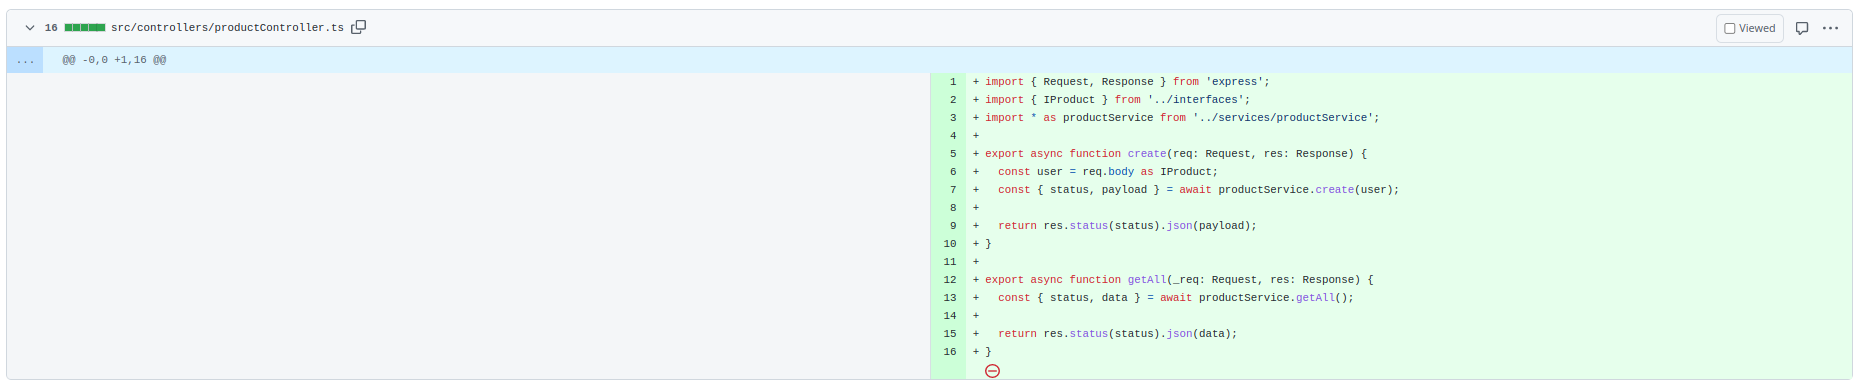 16 src/controllers/productController.ts Viewed
... @@ -0,0 +1,16 @@
1 + import { Request, Response } from 'express';
2 + import { IProduct } from '../interfaces';
3 + import * as productService from '../services/productService';
4 +
5 + export async function create(req: Request, res: Response) {
6 + const user = req.body as IProduct;
7 + const { status, payload } = await productService.create(user);
8 +
9 + return res.status(status).json(payload);
10 + }
11 +
12 + export async function getAll(_req: Request, res: Response) {
13 + const { status, data } = await productService.getAll();
14 +
15 + return res.status(status).json(data);
16 + }